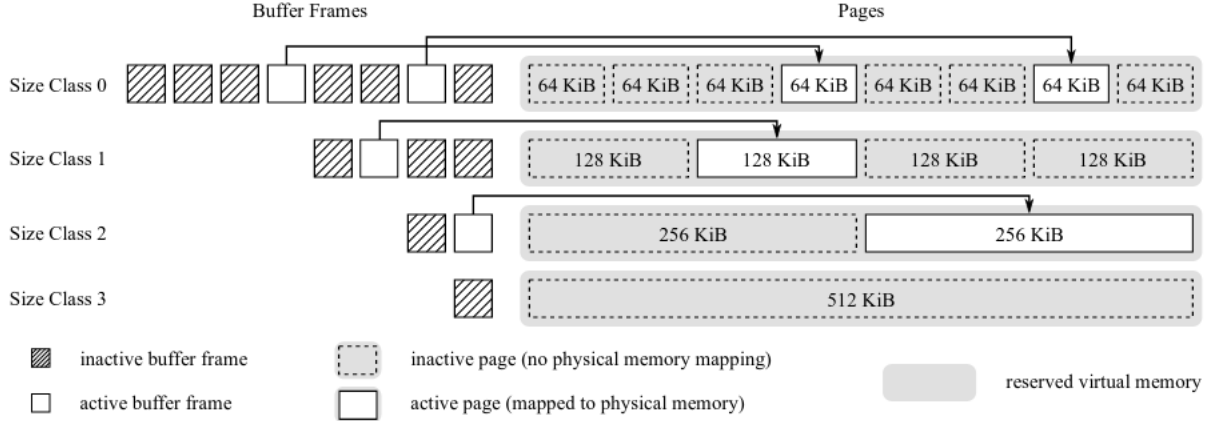 Buffer Frames Pages
Size Class 0 64 KiB 64 KiB 64 KiB 64 KiB 64 KiB 64 KiB 64 KiB 64 KiB
Size Class 1 128 KiB 128 KiB 128 KiB 128 KiB
Size Class 2 256 KiB 256 KiB
Size Class 3 512 KiB
inactive buffer frame inactive page (no physical memory mapping)
reserved virtual memory
active buffer frame active page (mapped to physical memory)